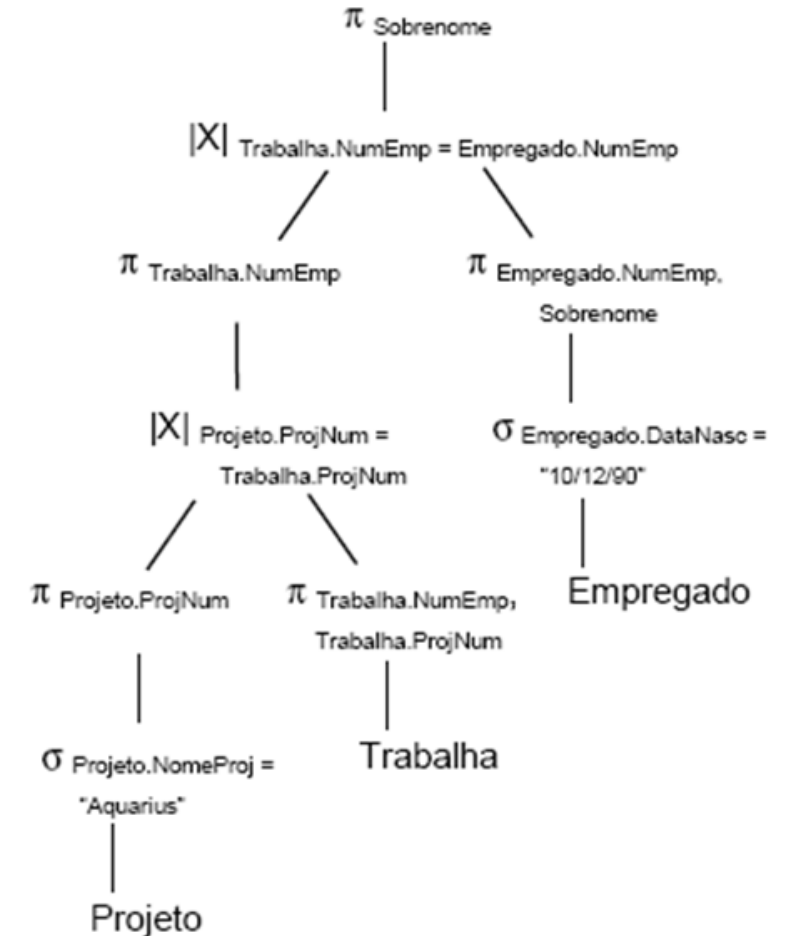 π Sobrenome
|X| Trabalha.NumEmp = Empregado.NumEmp
π Trabalha.NumEmp
π Empregado.NumEmp,
Sobrenome
|X| Projeto.ProjNum =
Trabalha.ProjNum
σ Empregado.DataNasc =
"10/12/90"
π Projeto.ProjNum
π Trabalha.NumEmp,
Trabalha.ProjNum
Empregado
σ Projeto.NomeProj =
"Aquarius"
Trabalha
Projeto